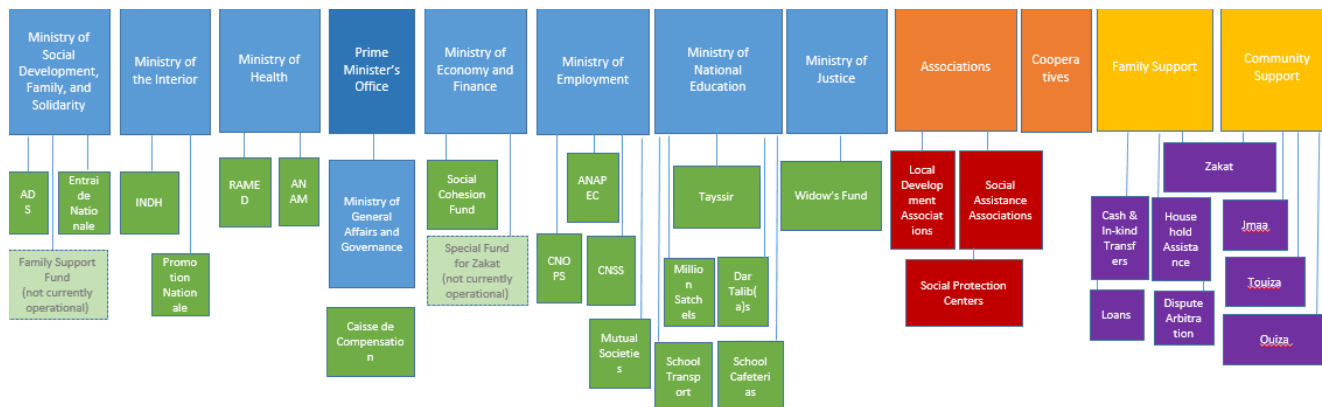 Ministry of
Social
Development,
Family, and
Solidarity
Ministry of
the Interior
Ministry of
Health
Prime
Minister's
Office
Ministry of
Economy and
Finance
Ministry of
Employment
Ministry of
National
Education
Ministry of
Justice
Associations
Coopera
tives
Family Support
Community
Support
AD
S
Entrai
de
Natio
nale
Family Support
Fund
(not currently
operational)
INDH
Promo
tion
Natio
nale
RAME
D
AN
AM
Ministry of
General
Affairs and
Governance
Caisse de
Compensatio
n
Social
Cohesion
Fund
Special Fund
for Zakat
(not currently
operational)
ANAP
EC
CNO
PS
CNSS
Mutual
Societie
s
Tayssir
Millio
n
Satch
els
Dar
Talib(
a)s
School
Transp
ort
School
Cafeter
ias
Widow's Fund
Local
Develop
ment
Associati
ons
Social
Assistance
Associations
Social Protection
Centers
Cash &
In-kind
Transf
ers
Loans
House
hold
Assista
nce
Dispute
Arbitra
tion
Zakat
Jmaa
Touiza
Ouiza